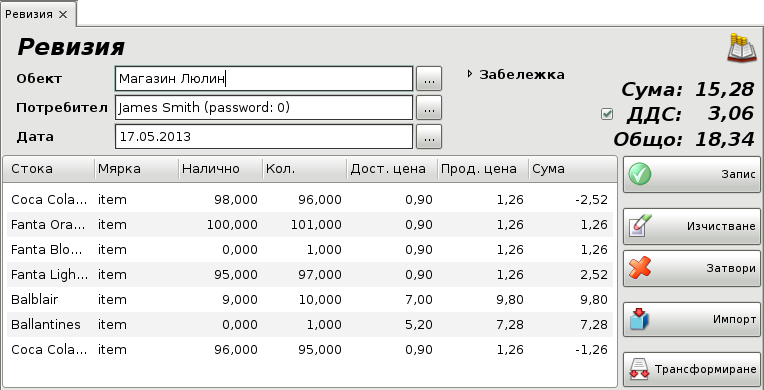 Ревизия
Ревизия
Обект Магазин Люлин ... Забележка
Сума: 15,28
Потребител James Smith (password: 0) ...
ДДС: 3,06
Дата 17.05.2013 ...
Общо: 18,34
Стока Мярка Налично Кол. Дост. цена Прод. цена Сума
Запис
Coca Cola... item 98,000 96,000 0,90 1,26 -2,52
Fanta Ora... item 100,000 101,000 0,90 1,26 1,26
Изчистване
Fanta Blo... item 0,000 1,000 0,90 1,26 1,26
Затвори
Fanta Ligh... item 95,000 97,000 0,90 1,26 2,52
Balblair item 9,000 10,000 7,00 9,80 9,80
Импорт
Ballantines item 0,000 1,000 5,20 7,28 7,28
Coca Cola... item 96,000 95,000 0,90 1,26 -1,26
Трансформиране